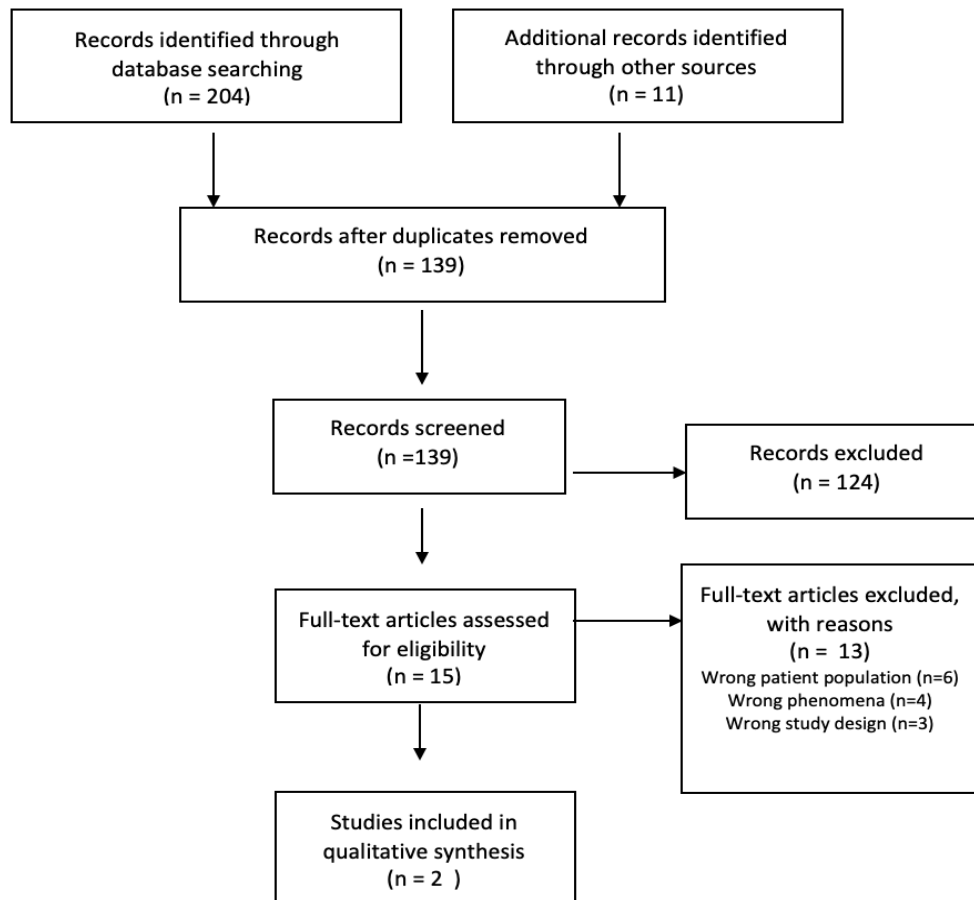 Records identified through
database searching
(n = 204)
Additional records identified
through other sources
(n = 11)
Records after duplicates removed
(n = 139)
Records screened
(n =139)
Records excluded
(n = 124)
Full-text articles assessed
for eligibility
(n = 15)
Full-text articles excluded,
with reasons
(n =  13)
Wrong patient population (n=6)
Wrong phenomena (n=4)
Wrong study design (n=3)
Studies included in
qualitative synthesis
(n = 2  )